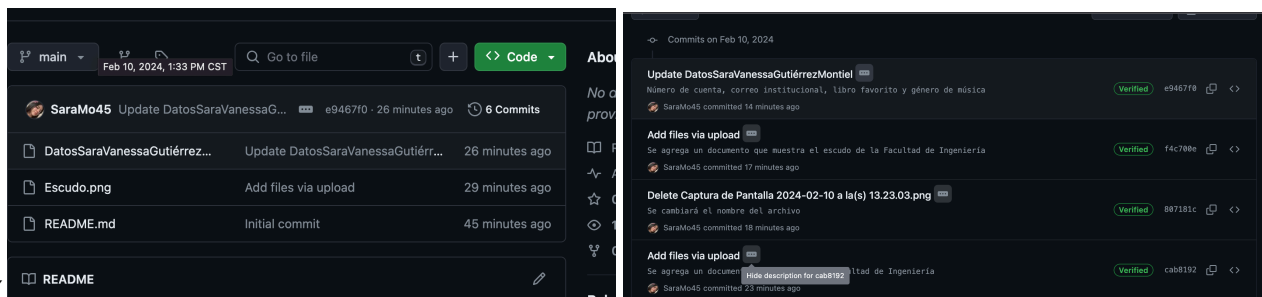 main
Feb 10, 2024, 1:33 PM CST
Go to file
t
+
<> Code
Abou
SaraMo45 Update DatosSaraVanessaG... e9467f0 · 26 minutes ago 6 Commits
No d
prov
DatosSaraVanessaGutiérrez... Update DatosSaraVanessaGutiérr... 26 minutes ago
Escudo.png Add files via upload 29 minutes ago
README.md Initial commit 45 minutes ago
README
Commits on Feb 10, 2024
Update DatosSaraVanessaGutiérrezMontiel
Número de cuenta, correo institucional, libro favorito y género de música
SaraMo45 committed 14 minutes ago
Verified e9467f0
Add files via upload
Se agrega un documento que muestra el escudo de la Facultad de Ingeniería
SaraMo45 committed 17 minutes ago
Verified f4c700e
Delete Captura de Pantalla 2024-02-10 a la(s) 13.23.03.png
Se cambiará el nombre del archivo
SaraMo45 committed 18 minutes ago
Verified 807181c
Add files via upload
Se agrega un documen
Hide description for cab8192
ltad de Ingeniería
SaraMo45 committed 23 minutes ago
Verified cab8192